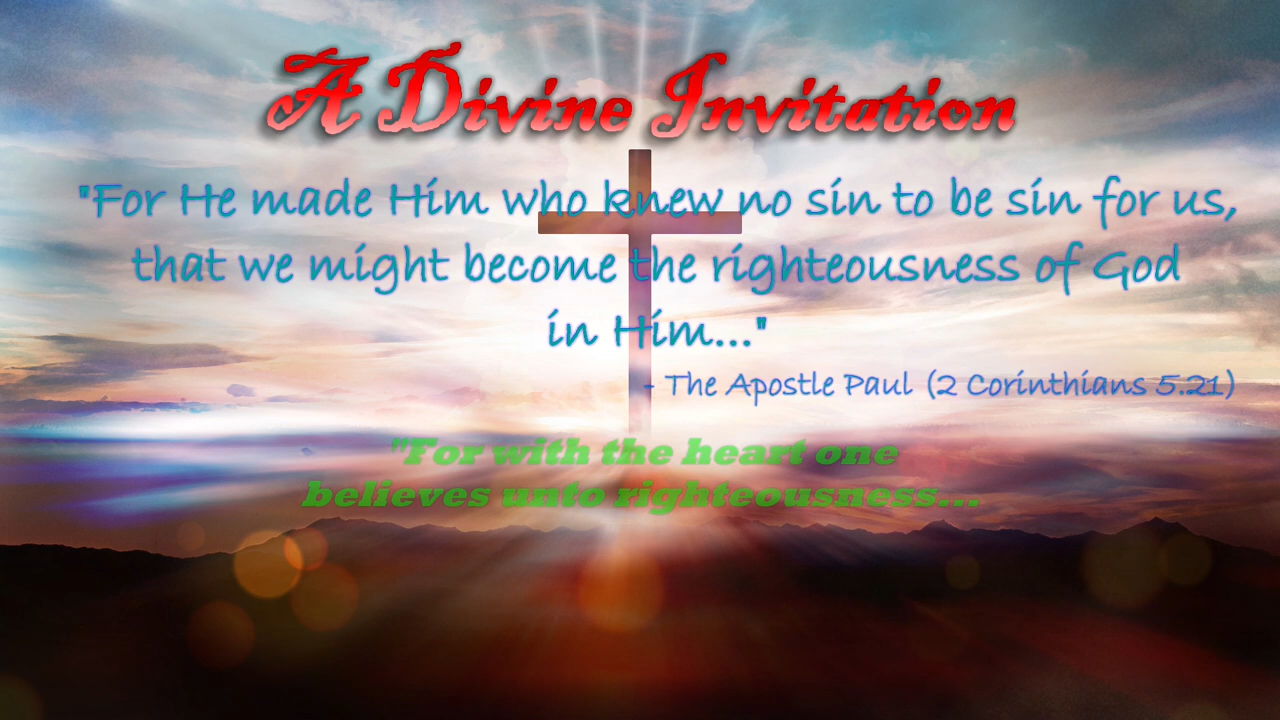 A Divine Invitation
"For He made Him who knew no sin to be sin for us,
that we might become the righteousness of God
in Him..."
- The Apostle Paul (2 Corinthians 5.21)
"For with the heart one
believes unto righteousness...